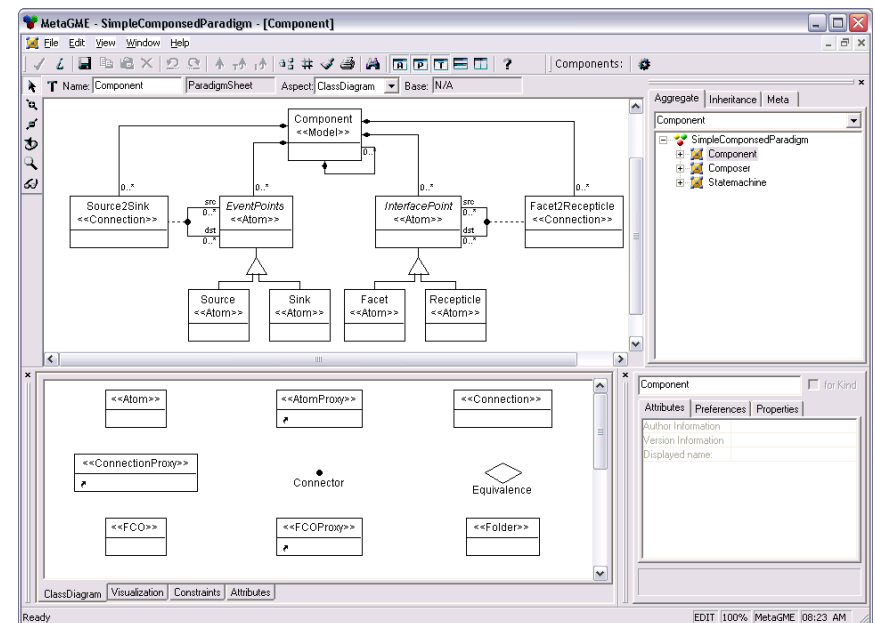 MetaGME - SimpleComponsedParadigm - [Component]
File Edit View Window Help
A P T ? Components:
T Name: Component ParadigmSheet Aspect: ClassDiagram Base: N/A
Component
<<Model>>
0..*
0..*
0..*
0..*
Source2Sink
<<Connection>>
src
0..*
dst
0..*
EventPoints
<<Atom>>
InterfacePoint
<<Atom>>
src
0..*
dst
0..*
Facet2Recepticle
<<Connection>>
Source
<<Atom>>
Sink
<<Atom>>
Facet
<<Atom>>
Recepticle
<<Atom>>
Aggregate Inheritance Meta
Component
SimpleComponsedParadigm
Component
Composer
Statemachine
<<Atom>>
<<AtomProxy>>
<<Connection>>
<<ConnectionProxy>>
Connector
Equivalence
<<FCO>>
<<FCOProxy>>
<<Folder>>
ClassDiagram Visualization Constraints Attributes
Component for Kind
Attributes Preferences Properties
Author Information
Version Information
Displayed name:
Ready
EDIT 100% MetaGME 08:23 AM